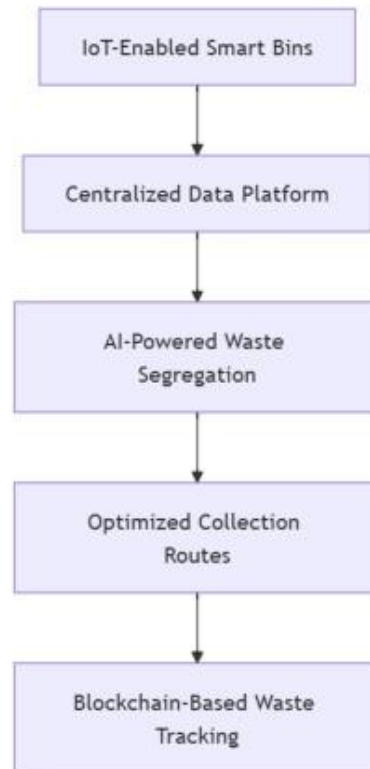 IoT-Enabled Smart Bins
Centralized Data Platform
AI-Powered Waste
Segregation
Optimized Collection
Routes
Blockchain-Based Waste
Tracking